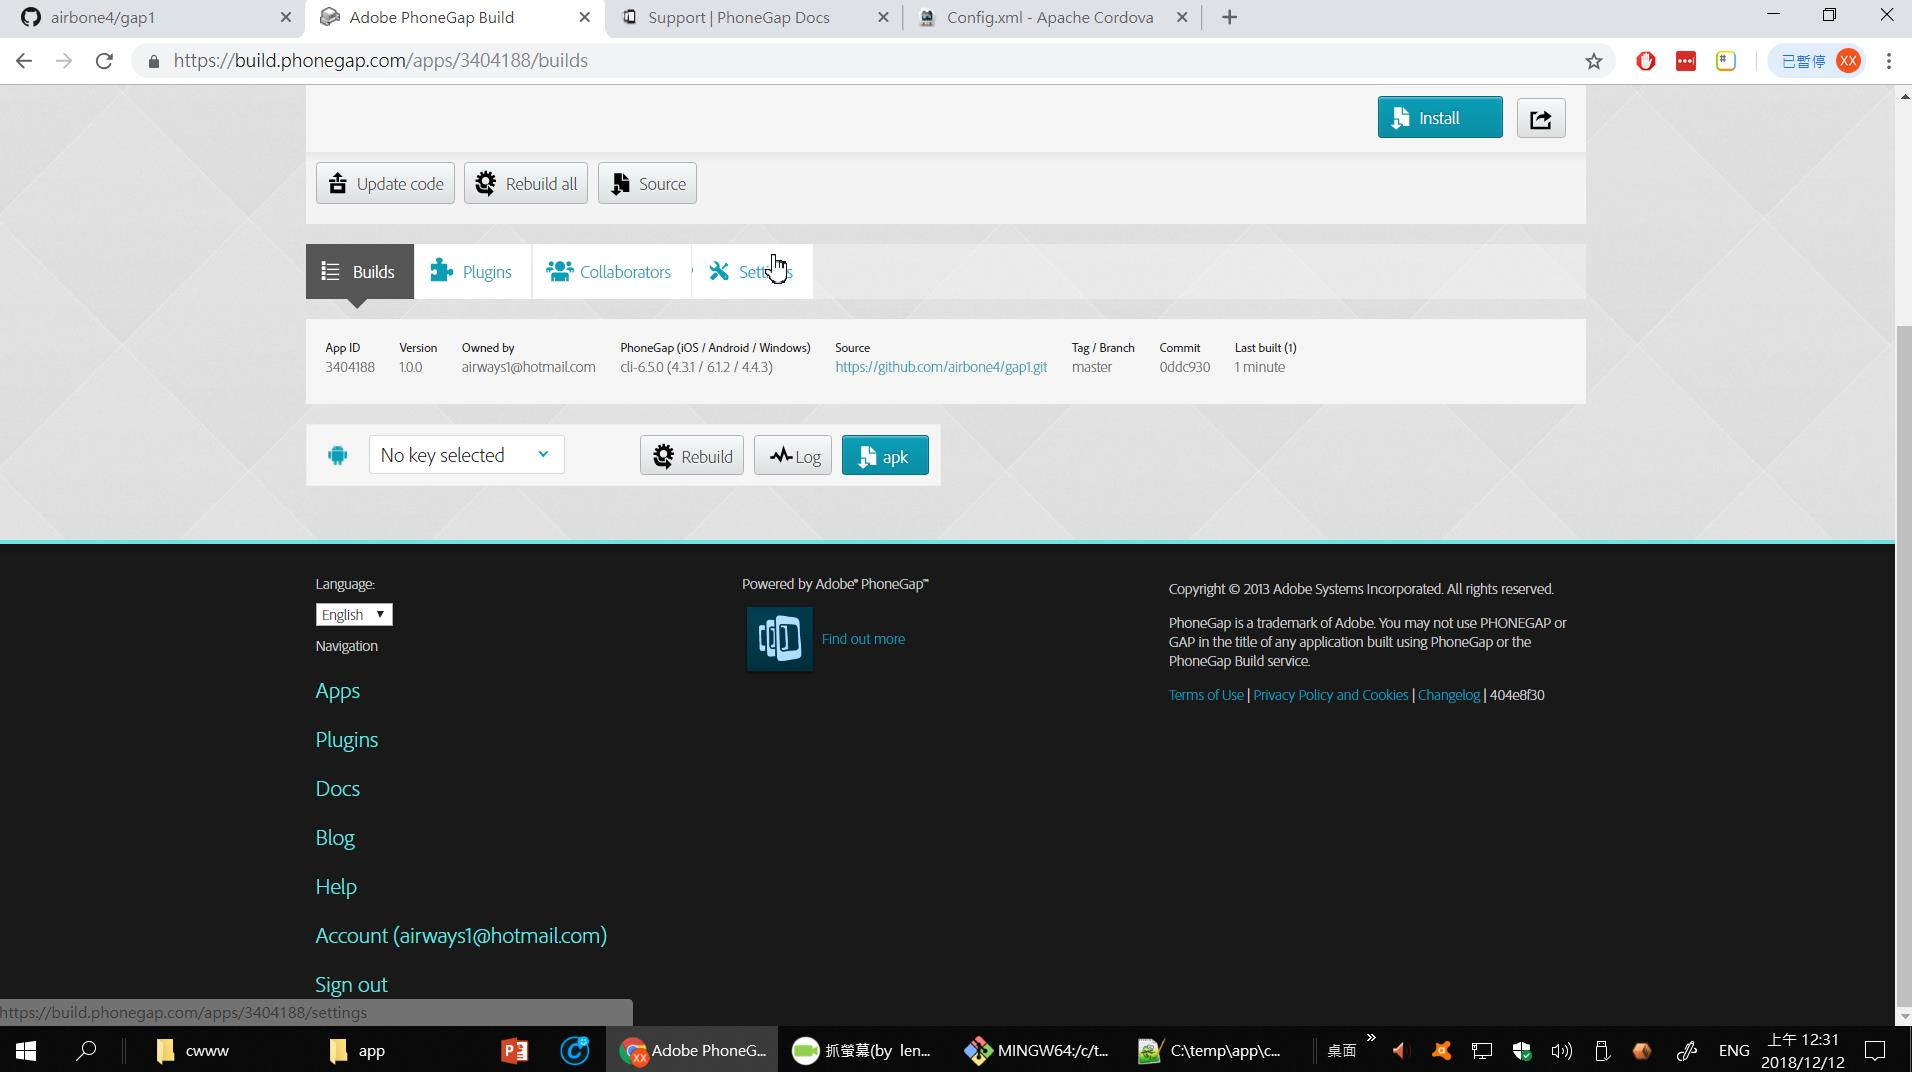 airbone4/gap1
Adobe PhoneGap Build
Support | PhoneGap Docs
Config.xml - Apache Cordova
https://build.phonegap.com/apps/3404188/builds
已暫停
XX
Install
Update code
Rebuild all
Source
Builds
Plugins
Collaborators
App ID
Version
Owned by
PhoneGap (iOS / Android / Windows)
Source
Tag / Branch
Commit
Last built (1)
3404188
1.0.0
airways1@hotmail.com
cli-6.5.0 (4.3.1 / 6.1.2 / 4.4.3)
https://github.com/airbone4/gap1.git
master
0ddc930
1 minute
No key selected
Rebuild
Log
apk
Language:
English
Navigation
Apps
Plugins
Docs
Blog
Help
Account (airways1@hotmail.com)
Sign out
Powered by Adobe® PhoneGap™
Find out more
Copyright © 2013 Adobe Systems Incorporated. All rights reserved.
PhoneGap is a trademark of Adobe. You may not use PHONEGAP or
GAP in the title of any application built using PhoneGap or the
PhoneGap Build service.
Terms of Use | Privacy Policy and Cookies | Changelog | 404e8f30
https://build.phonegap.com/apps/3404188/settings
cwww
app
Adobe PhoneG...
抓螢幕(by len...
MINGW64:/c/t...
C:\temp\app\c...
桌面
ENG
上午 12:31
2018/12/12